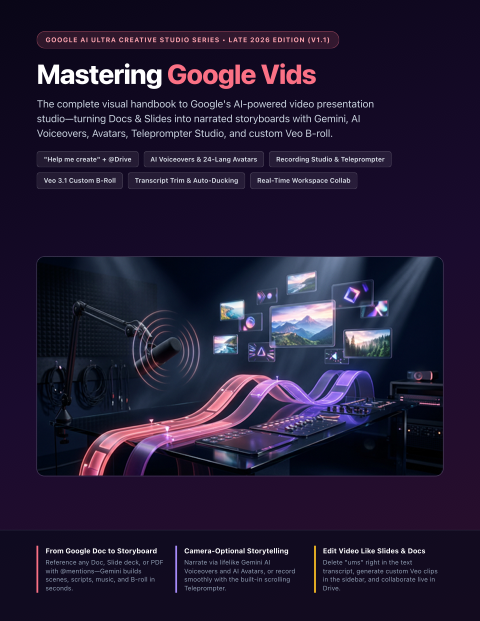 GOOGLE AI ULTRA CREATIVE STUDIO SERIES • LATE 2026 EDITION (V1.1)
Mastering Google Vids
The complete visual handbook to Google's AI-powered video presentation
studio—turning Docs & Slides into narrated storyboards with Gemini, AI
Voiceovers, Avatars, Teleprompter Studio, and custom Veo B-roll.
"Help me create" + @Drive
AI Voiceovers & 24-Lang Avatars
Recording Studio & Teleprompter
Veo 3.1 Custom B-Roll
Transcript Trim & Auto-Ducking
Real-Time Workspace Collab
From Google Doc to Storyboard
Reference any Doc, Slide deck, or PDF
with @mentions—Gemini builds
scenes, scripts, music, and B-roll in
seconds.
Camera-Optional Storytelling
Narrate via lifelike Gemini AI
Voiceovers and AI Avatars, or record
smoothly with the built-in scrolling
Teleprompter.
Edit Video Like Slides & Docs
Delete "ums" right in the text
transcript, generate custom Veo clips
in the sidebar, and collaborate live in
Drive.